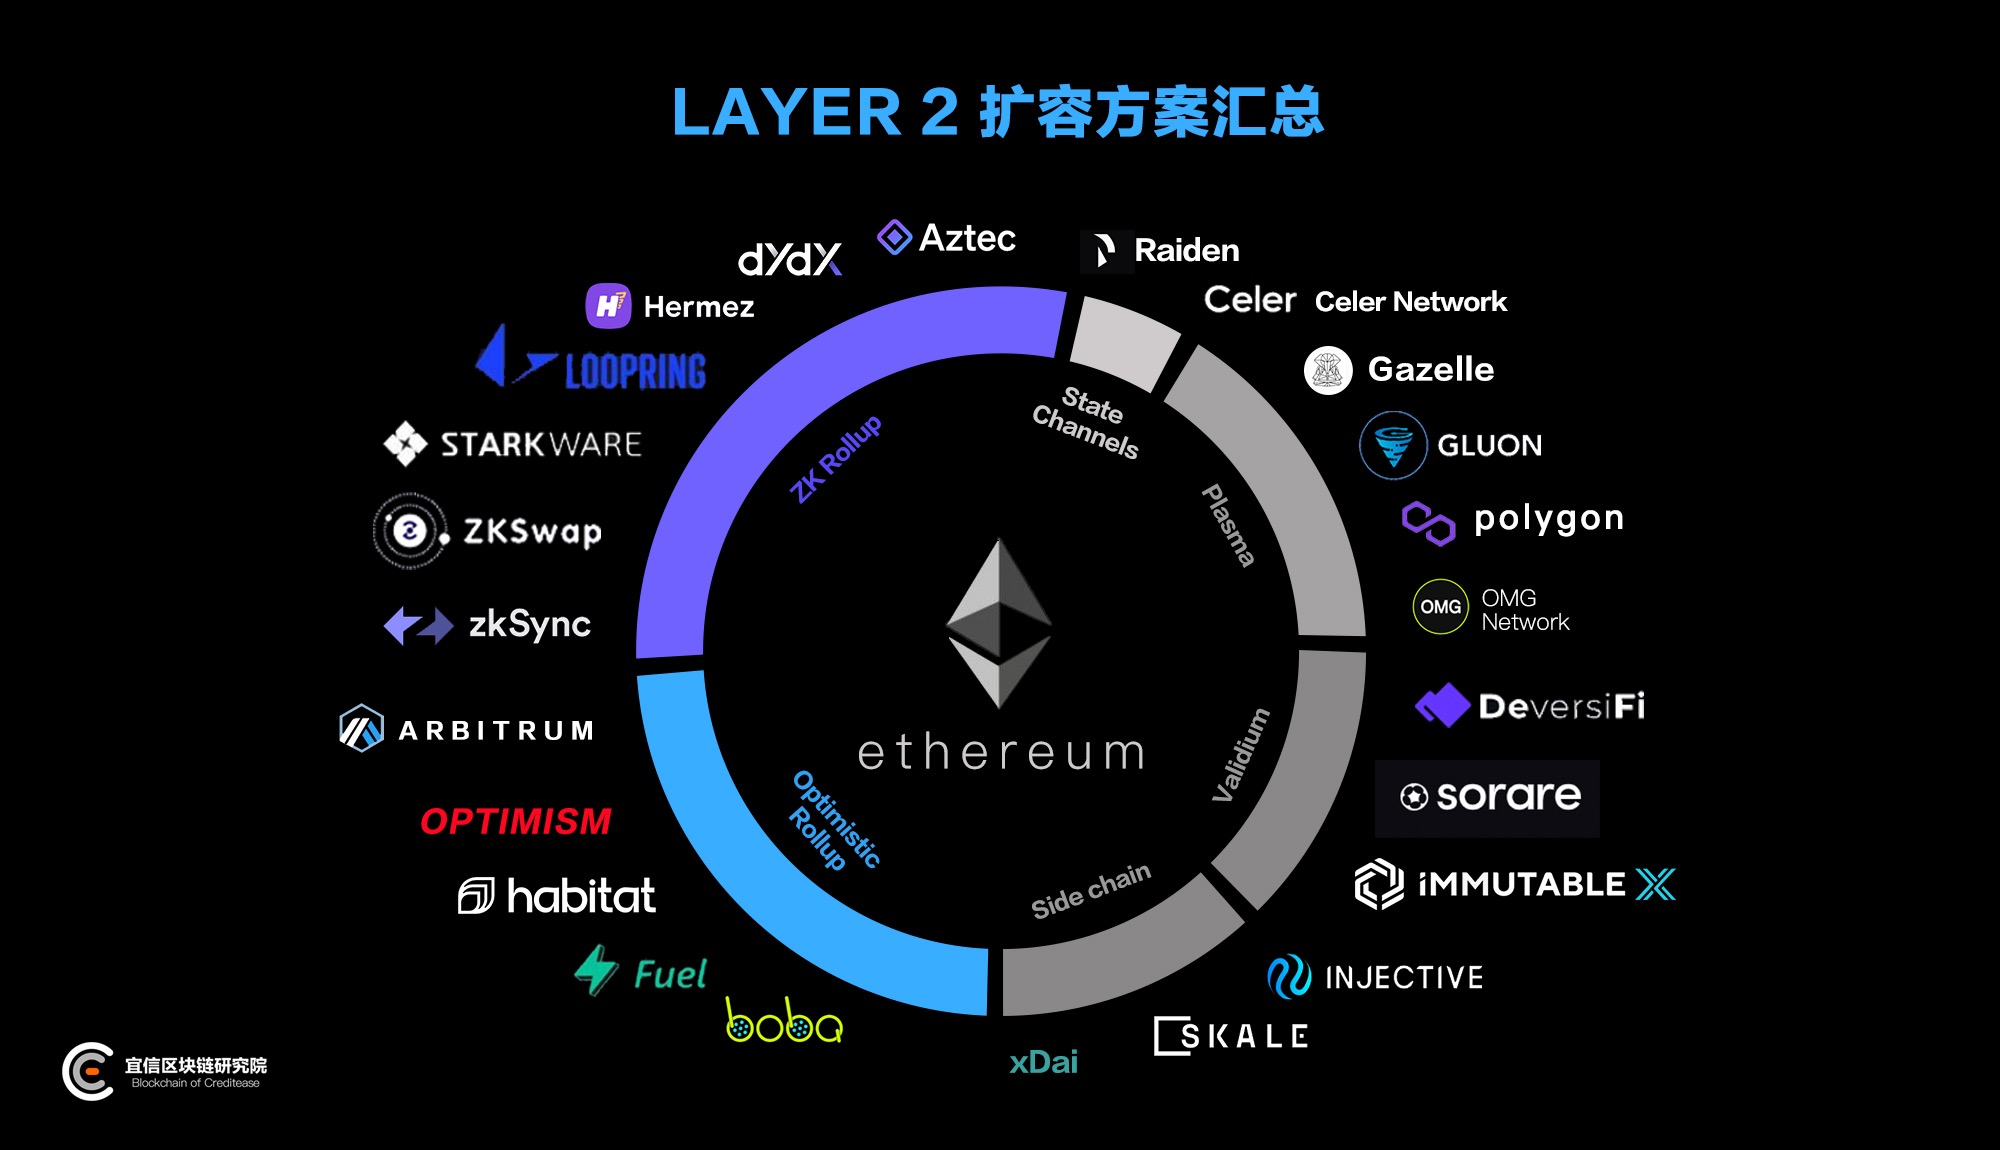 LAYER 2 扩容方案汇总
Aztec
dYdX
Hermez
LOOPRING
STARKWARE
ZKSwap
zkSync
ARBITRUM
OPTIMISM
habitat
Fuel
boba
Raiden
Celer Celer Network
Gazelle
GLUON
polygon
OMG
OMG
Network
DeversiFi
sorare
iMMUTABLE X
INJECTIVE
SKALE
xDai
ZK Rollup
State
Channels
Plasma
Validium
Side chain
Optimistic
Rollup
ethereum
宜信区块链研究院
Blockchain of Creditease